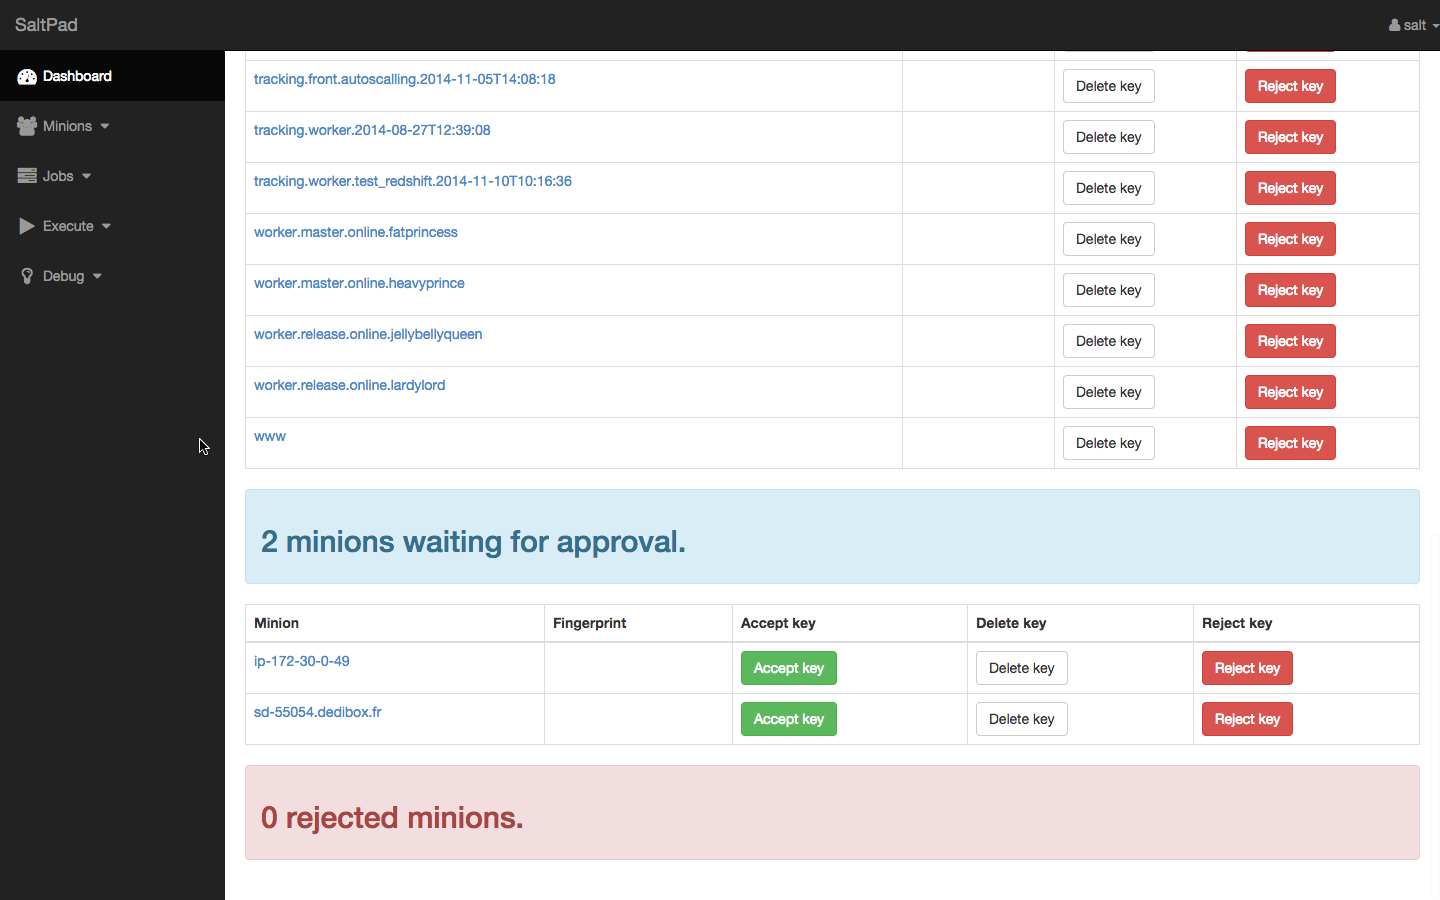 SaltPad
salt
Dashboard
Minions
Jobs
Execute
Debug
tracking.front.autoscalling.2014-11-05T14:08:18 Delete key Reject key
tracking.worker.2014-08-27T12:39:08 Delete key Reject key
tracking.worker.test_redshift.2014-11-10T10:16:36 Delete key Reject key
worker.master.online.fatprincess Delete key Reject key
worker.master.online.heavyprince Delete key Reject key
worker.release.online.jellybellyqueen Delete key Reject key
worker.release.online.lardylord Delete key Reject key
www Delete key Reject key
2 minions waiting for approval.
Minion Fingerprint Accept key Delete key Reject key
ip-172-30-0-49 Accept key Delete key Reject key
sd-55054.dedibox.fr Accept key Delete key Reject key
0 rejected minions.